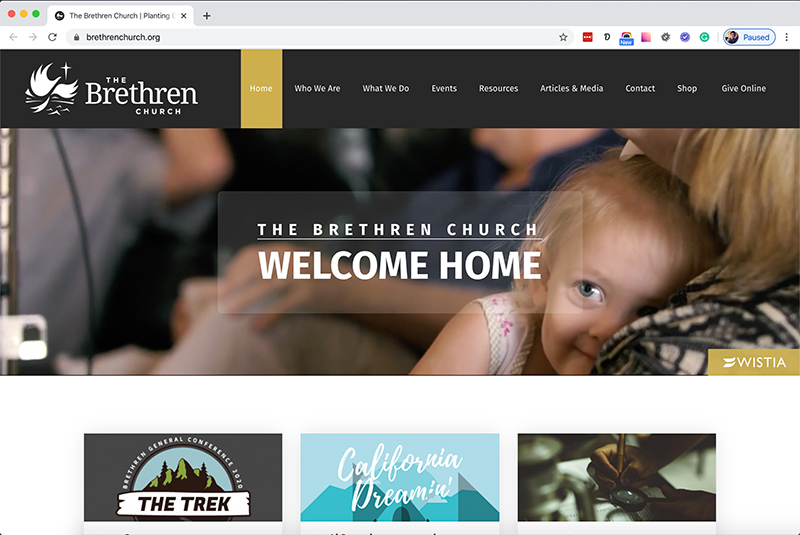 The Brethren Church | Planting C
brethrenchurch.org
New
Paused
THE
Brethren
CHURCH
Home
Who We Are
What We Do
Events
Resources
Articles & Media
Contact
Shop
Give Online
THE BRETHREN CHURCH
WELCOME HOME
WISTIA
BRETHREN GENERAL CONFERENCE 2020
THE TREK
California
Dreamin'